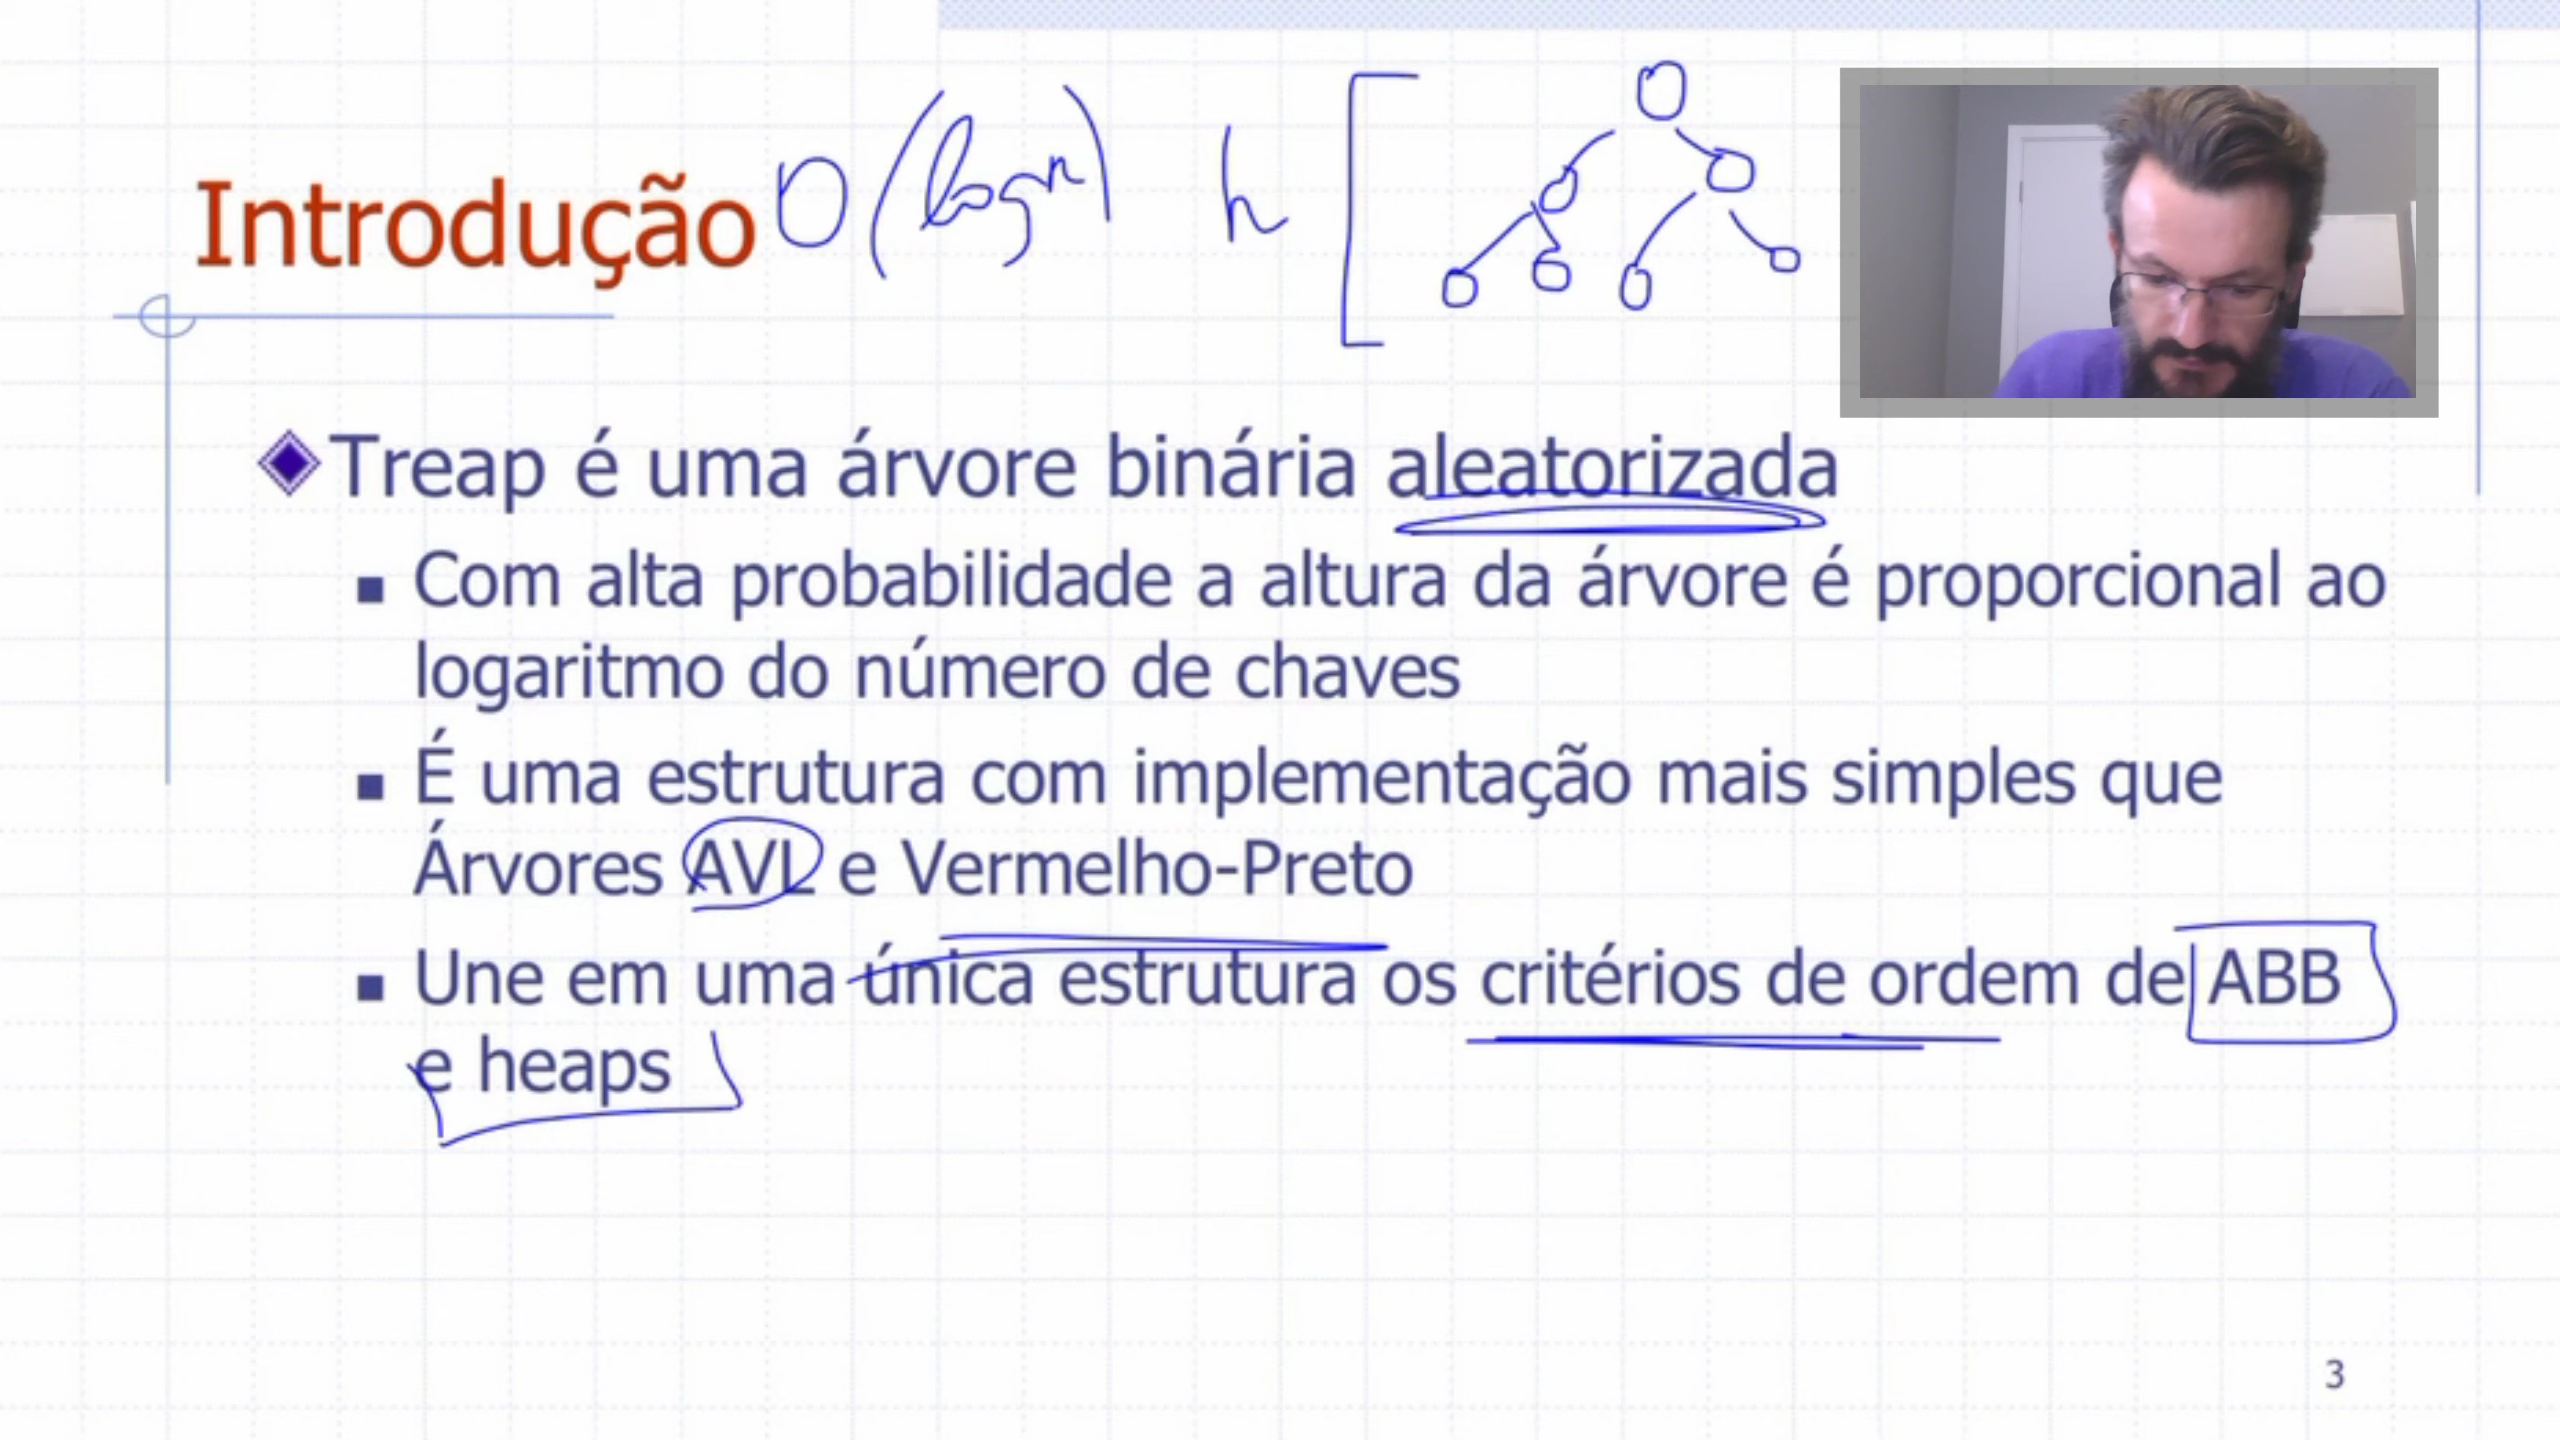 Introdução O(log n) h
Treap é uma árvore binária aleatorizada
Com alta probabilidade a altura da árvore é proporcional ao
logaritmo do número de chaves
É uma estrutura com implementação mais simples que
Árvores AVL e Vermelho-Preto
Une em uma única estrutura os critérios de ordem de ABB
e heaps
3